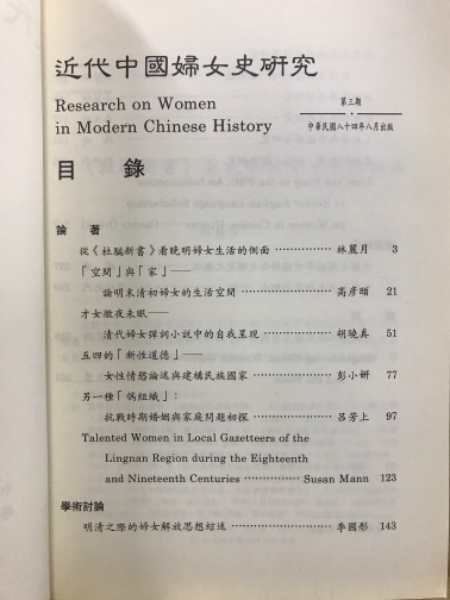 近代中國婦女史研究
Research on Women
in Modern Chinese History
第三期
中華民國八十四年八月出版
目 錄
論 著
從《杜騙新書》看晚明婦女生活的側面 林麗月 3
「空間」與「家」──
論明末清初婦女的生活空間 高彥頤 21
才女徹夜未眠──
清代婦女彈詞小說中的自我呈現 胡曉真 51
五四的「新性道德」──
女性情慾論述與建構民族國家 彭小妍 77
另一種「偽組織」：
抗戰時期婚姻與家庭問題初探 呂芳上 97
Talented Women in Local Gazetteers of the
Lingnan Region during the Eighteenth
and Nineteenth Centuries Susan Mann 123
學術討論
明清之際的婦女解放思想綜述 李國彤 143